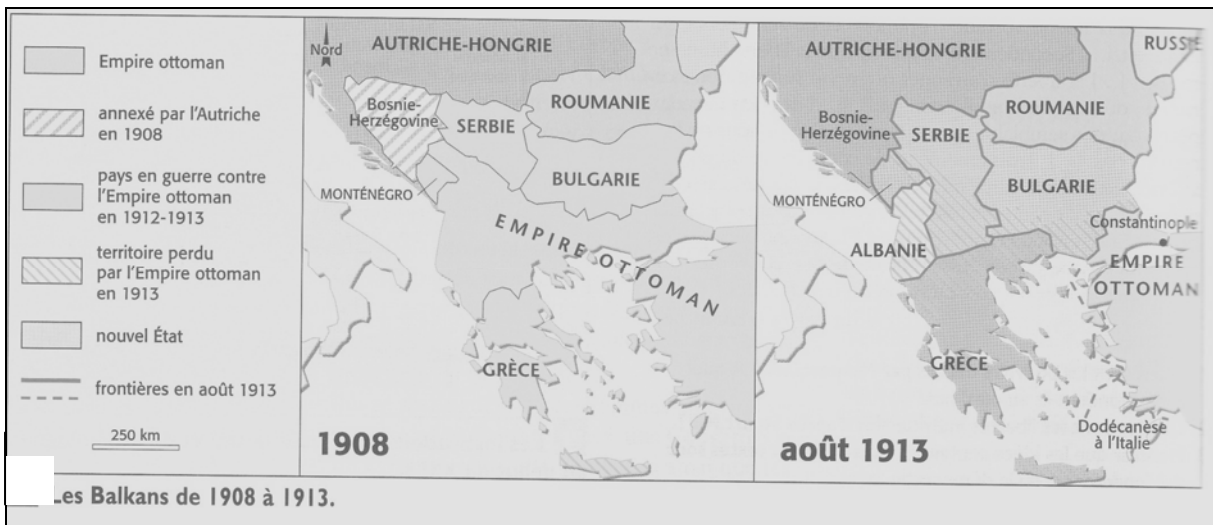 Empire ottoman
annexé par l'Autriche
en 1908
pays en guerre contre
l'Empire ottoman
en 1912-1913
territoire perdu
par l'Empire ottoman
en 1913
nouvel État
frontières en août 1913
250 km
Nord
AUTRICHE-HONGRIE
Bosnie-
Herzégovine
SERBIE
ROUMANIE
BULGARIE
MONTÉNÉGRO
EMPIRE OTTOMAN
GRÈCE
1908
AUTRICHE-HONGRIE
RUSSIE
Bosnie-
Herzégovine
SERBIE
ROUMANIE
BULGARIE
MONTÉNÉGRO
Constantinople
ALBANIE
EMPIRE
OTTOMAN
GRÈCE
Dodécanèse
à l'Italie
août 1913
Les Balkans de 1908 à 1913.